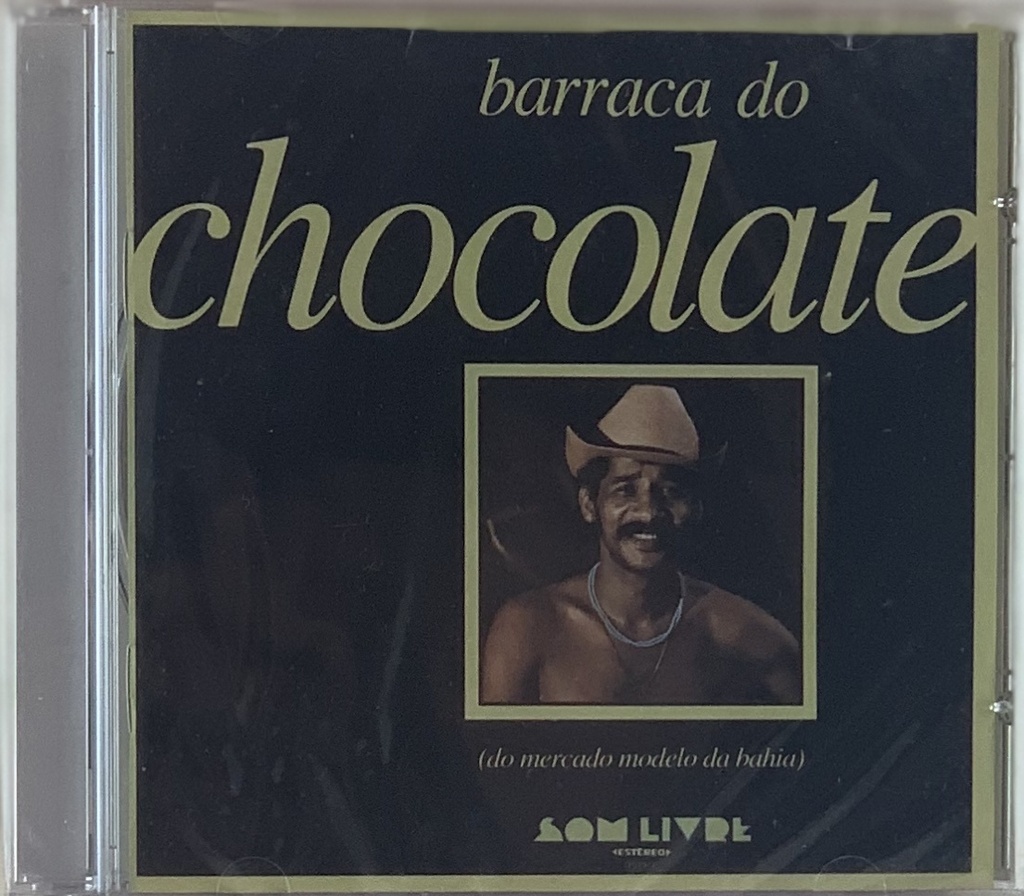 barraca do
chocolate
(do mercado modelo da bahia)
SOM LIVRE
ESTÉREO